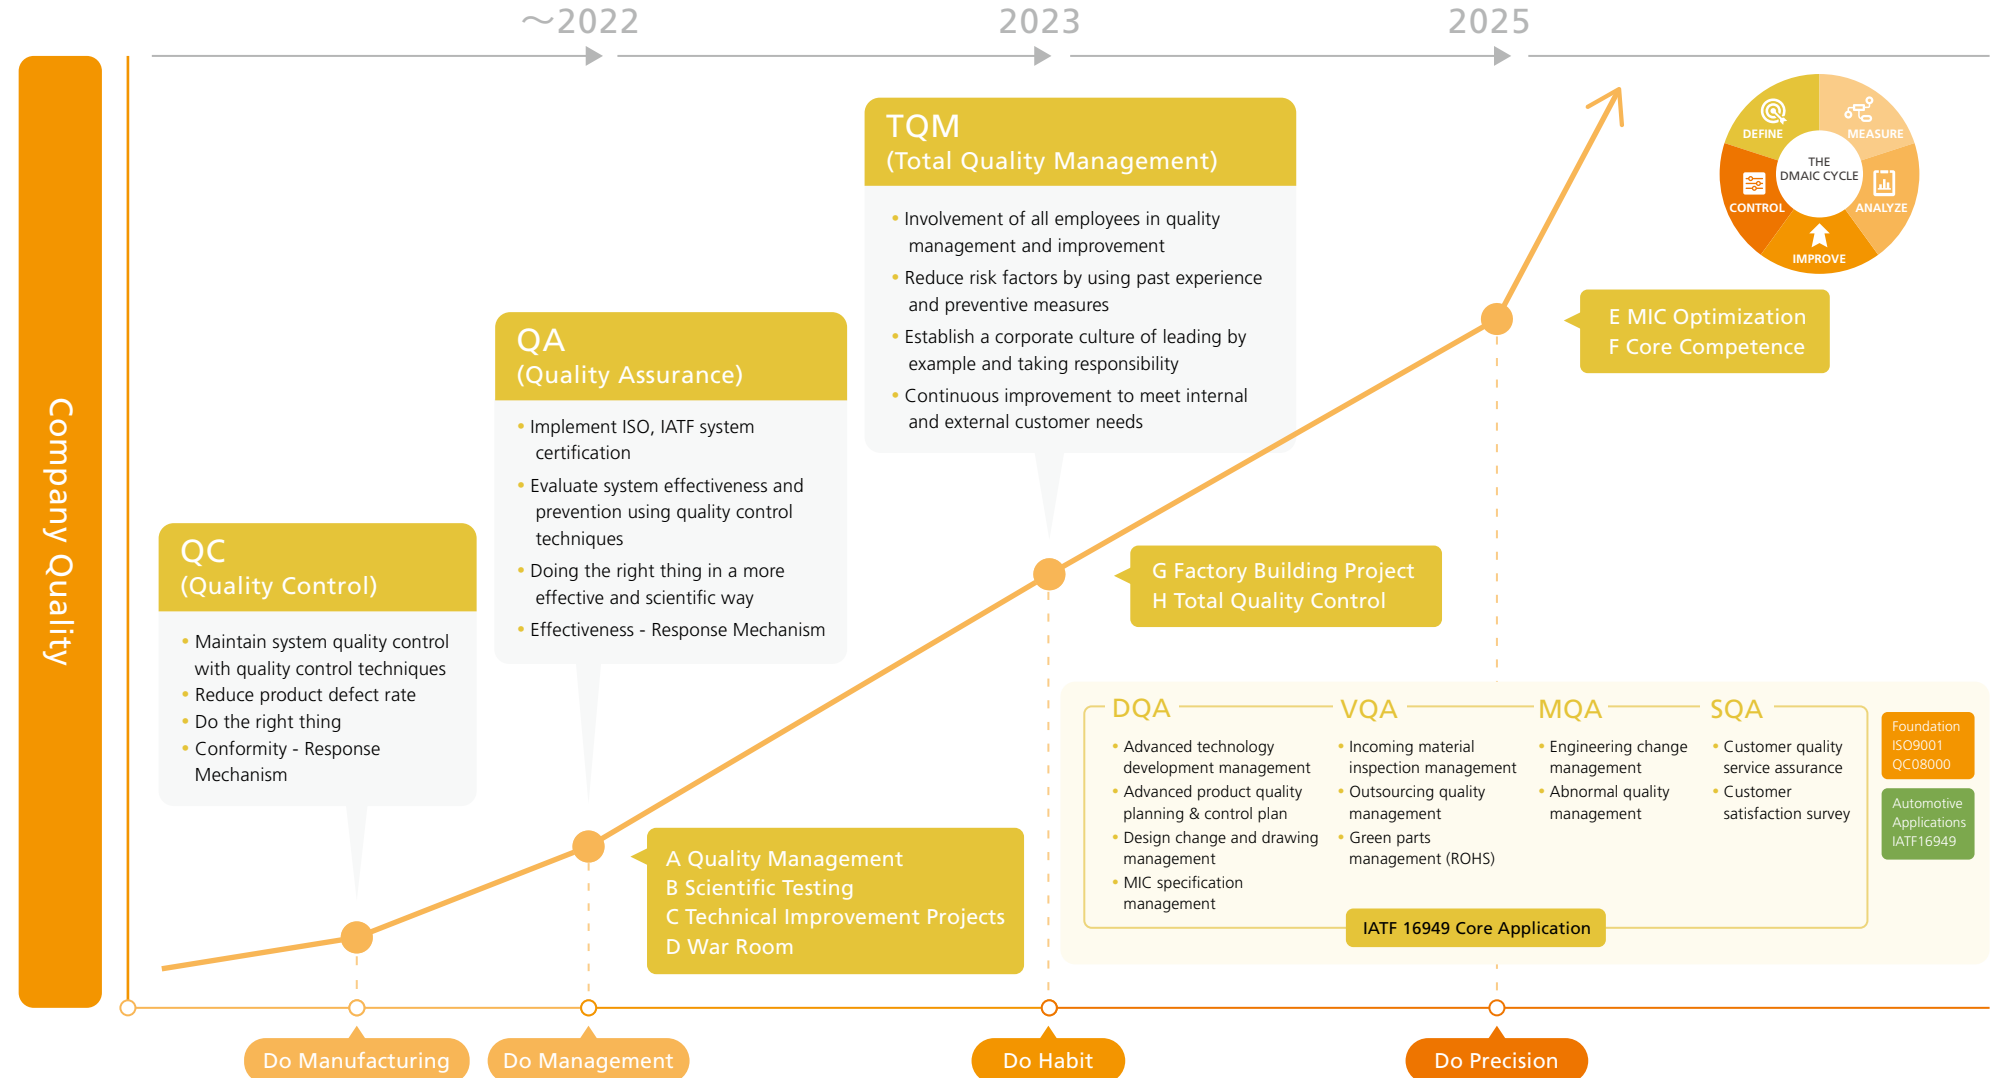 ～2022
2023
2025
Company Quality
QC
(Quality Control)
• Maintain system quality control
with quality control techniques
• Reduce product defect rate
• Do the right thing
• Conformity - Response
Mechanism
QA
(Quality Assurance)
• Implement ISO, IATF system
certification
• Evaluate system effectiveness and
prevention using quality control
techniques
• Doing the right thing in a more
effective and scientific way
• Effectiveness - Response Mechanism
TQM
(Total Quality Management)
• Involvement of all employees in quality
management and improvement
• Reduce risk factors by using past experience
and preventive measures
• Establish a corporate culture of leading by
example and taking responsibility
• Continuous improvement to meet internal
and external customer needs
DEFINE
MEASURE
ANALYZE
IMPROVE
CONTROL
THE
DMAIC CYCLE
E MIC Optimization
F Core Competence
G Factory Building Project
H Total Quality Control
A Quality Management
B Scientific Testing
C Technical Improvement Projects
D War Room
DQA
• Advanced technology
development management
• Advanced product quality
planning & control plan
• Design change and drawing
management
• MIC specification
management
VQA
• Incoming material
inspection management
• Outsourcing quality
management
• Green parts
management (ROHS)
MQA
• Engineering change
management
• Abnormal quality
management
SQA
• Customer quality
service assurance
• Customer
satisfaction survey
IATF 16949 Core Application
Foundation
ISO9001
QC08000
Automotive
Applications
IATF16949
Do Manufacturing
Do Management
Do Habit
Do Precision